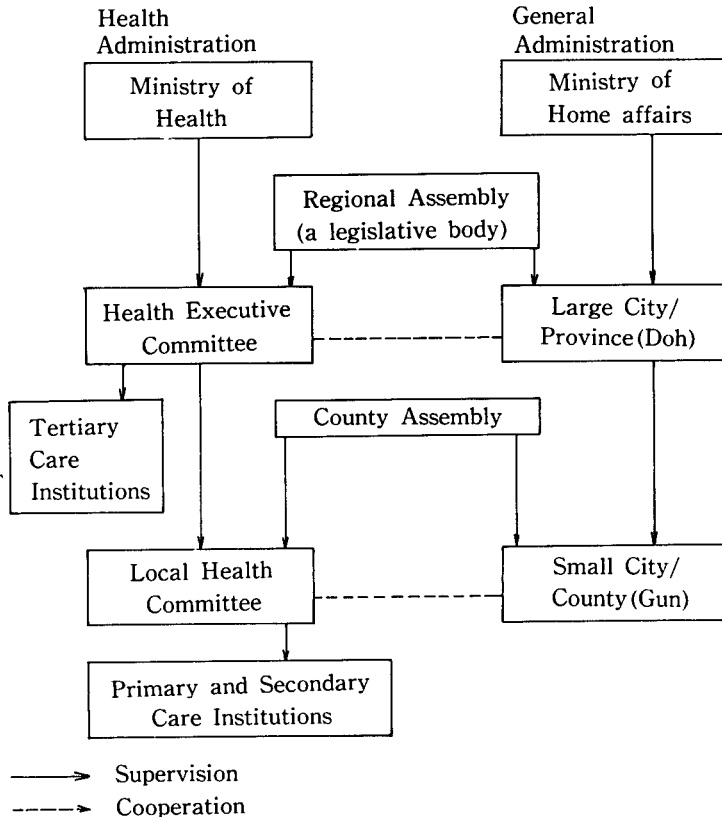 Health
Administration
General
Administration
Ministry of
Health
Ministry of
Home affairs
Regional Assembly
(a legislative body)
Health Executive
Committee
Large City/
Province(Doh)
Tertiary
Care
Institutions
County Assembly
Local Health
Committee
Small City/
County(Gun)
Primary and Secondary
Care Institutions
Supervision
Cooperation